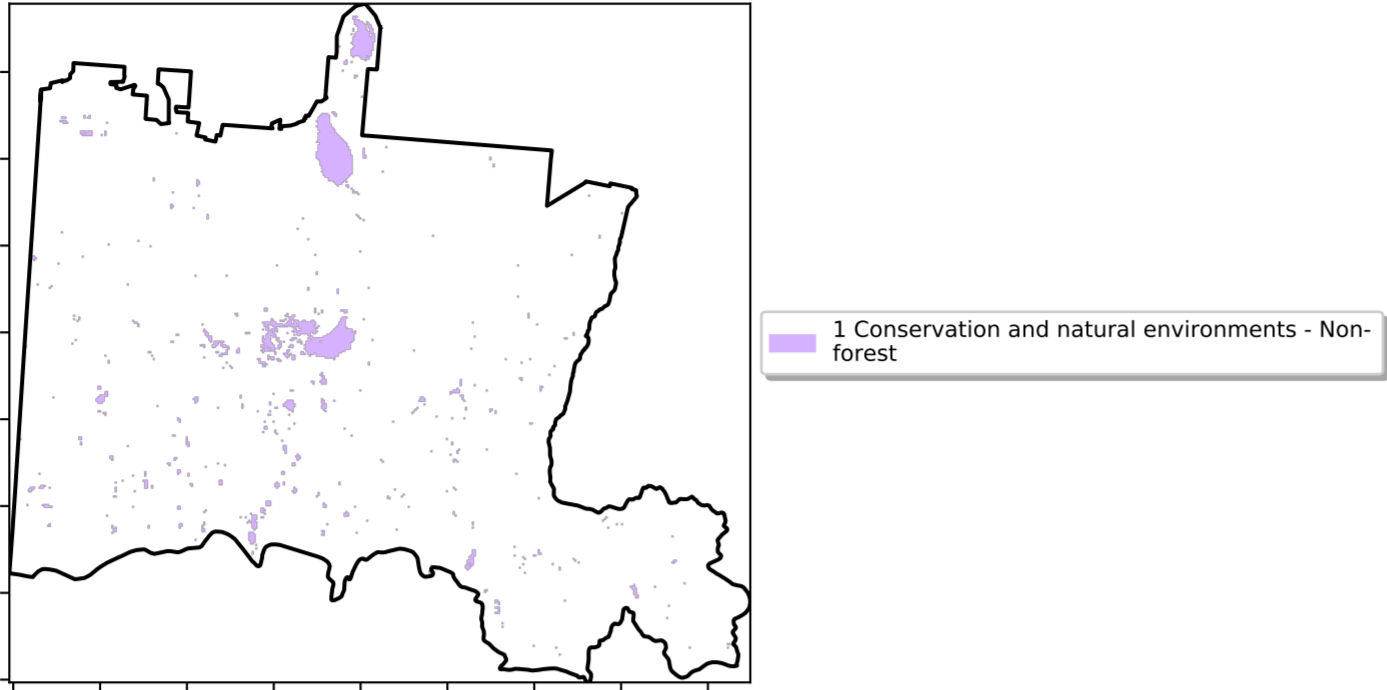 1 Conservation and natural environments - Non-
forest